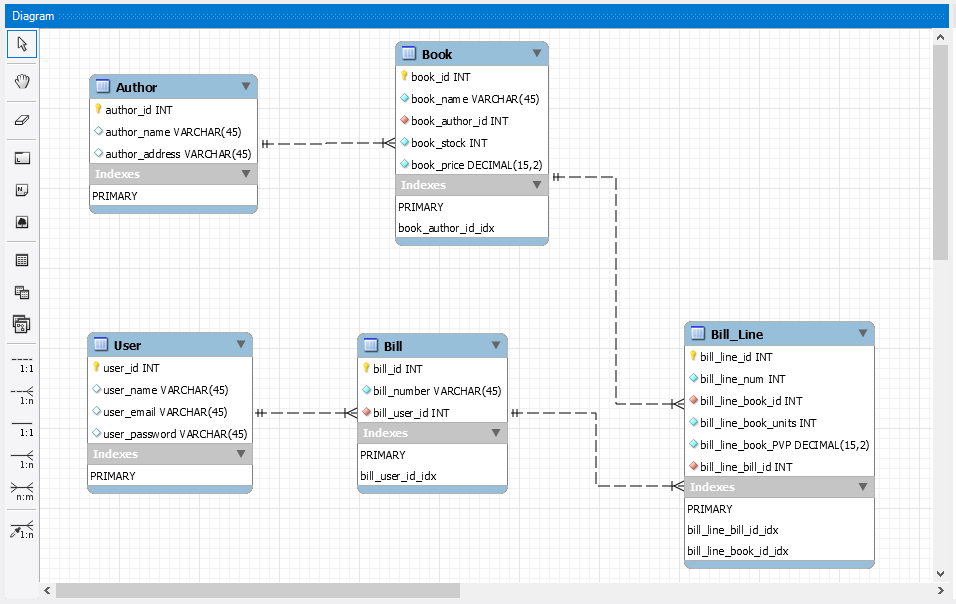 Diagram
Author
author_id INT
author_name VARCHAR(45)
author_address VARCHAR(45)
Indexes
PRIMARY
Book
book_id INT
book_name VARCHAR(45)
book_author_id INT
book_stock INT
book_price DECIMAL(15,2)
Indexes
PRIMARY
book_author_id_idx
User
user_id INT
user_name VARCHAR(45)
user_email VARCHAR(45)
user_password VARCHAR(45)
Indexes
PRIMARY
Bill
bill_id INT
bill_number VARCHAR(45)
bill_user_id INT
Indexes
PRIMARY
bill_user_id_idx
Bill_Line
bill_line_id INT
bill_line_num INT
bill_line_book_id INT
bill_line_book_units INT
bill_line_book_PVP DECIMAL(15,2)
bill_line_bill_id INT
Indexes
PRIMARY
bill_line_bill_id_idx
bill_line_book_id_idx
1:1
1:n
1:1
1:n
n:m
1:n